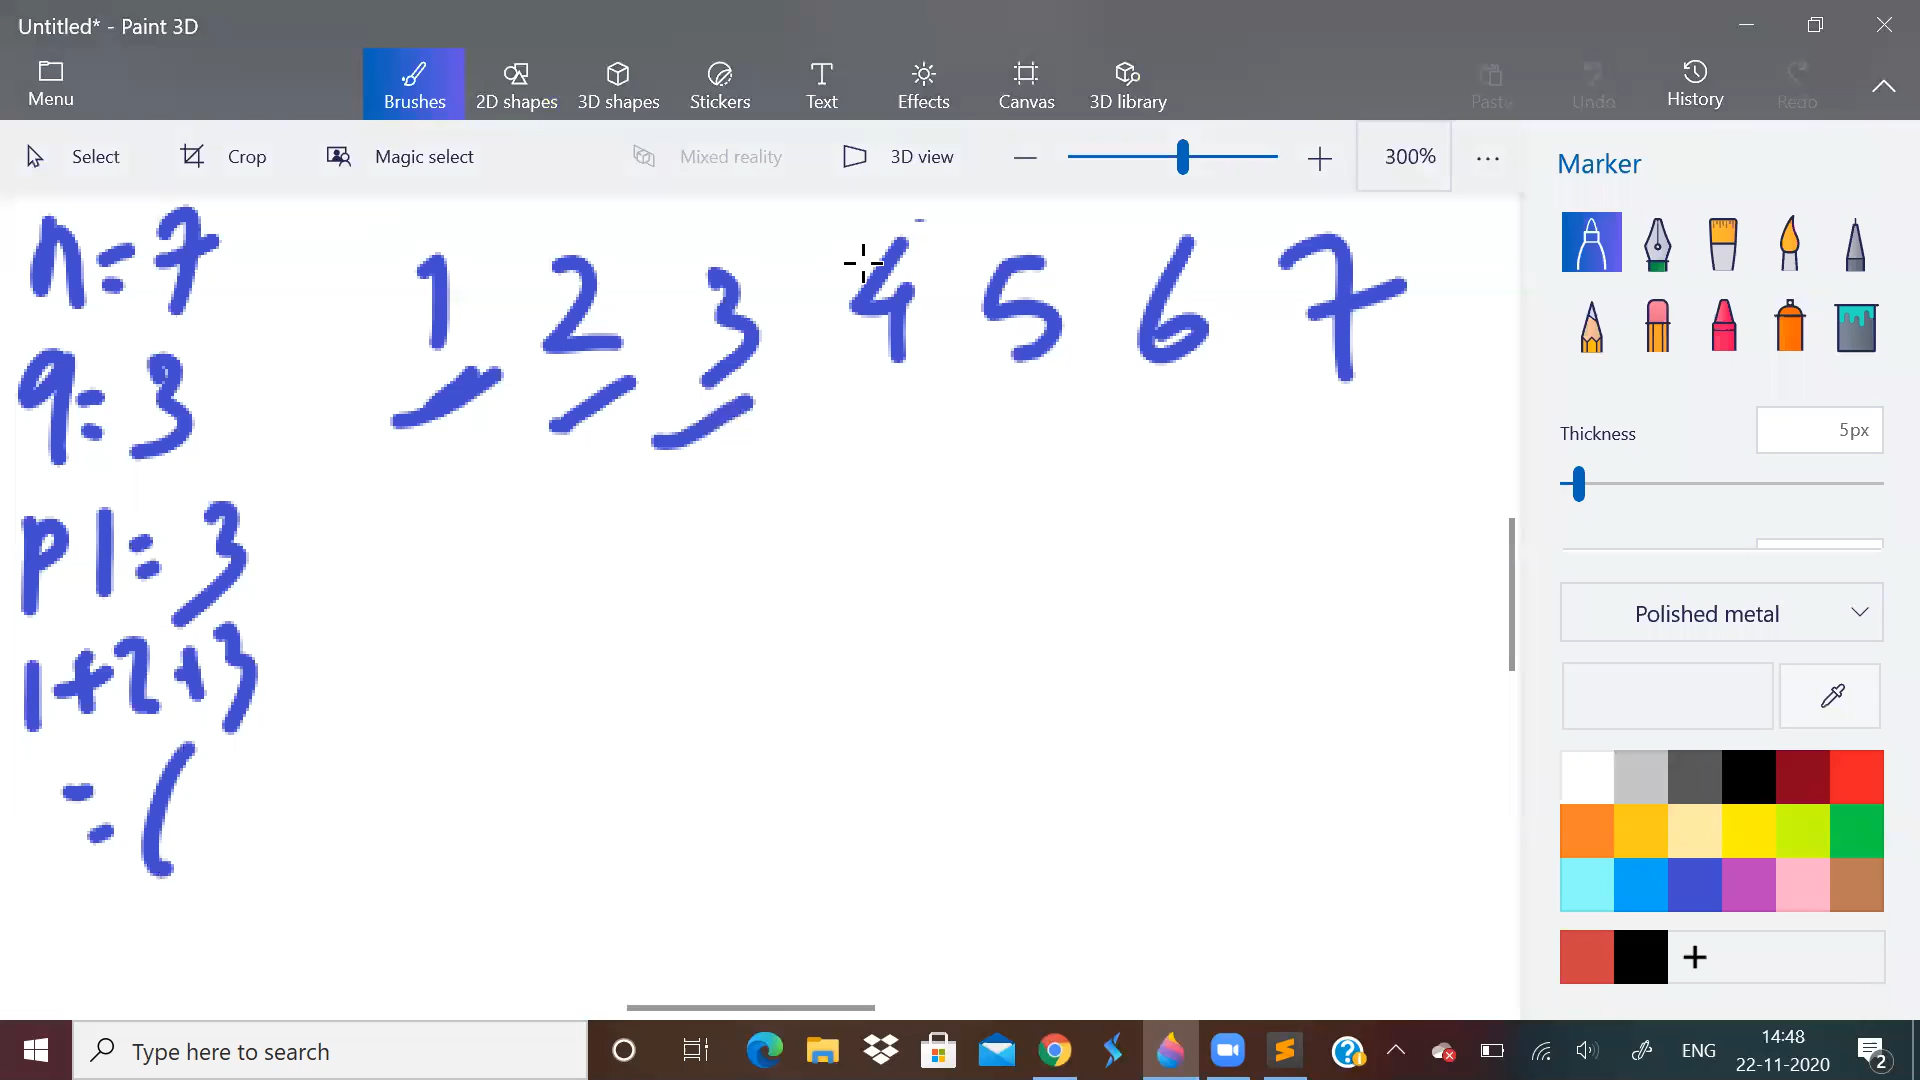 Untitled* - Paint 3D
Menu
Brushes
2D shapes
3D shapes
Stickers
Text
Effects
Canvas
3D library
Paste
Undo
History
Redo
Select
Crop
Magic select
Mixed reality
3D view
300%
Marker
n=7
1 2 3 4 5 6 7
q=3
Thickness
5px
p1=3
Polished metal
1+2+3
=(
Type here to search
ENG
14:48
22-11-2020
2